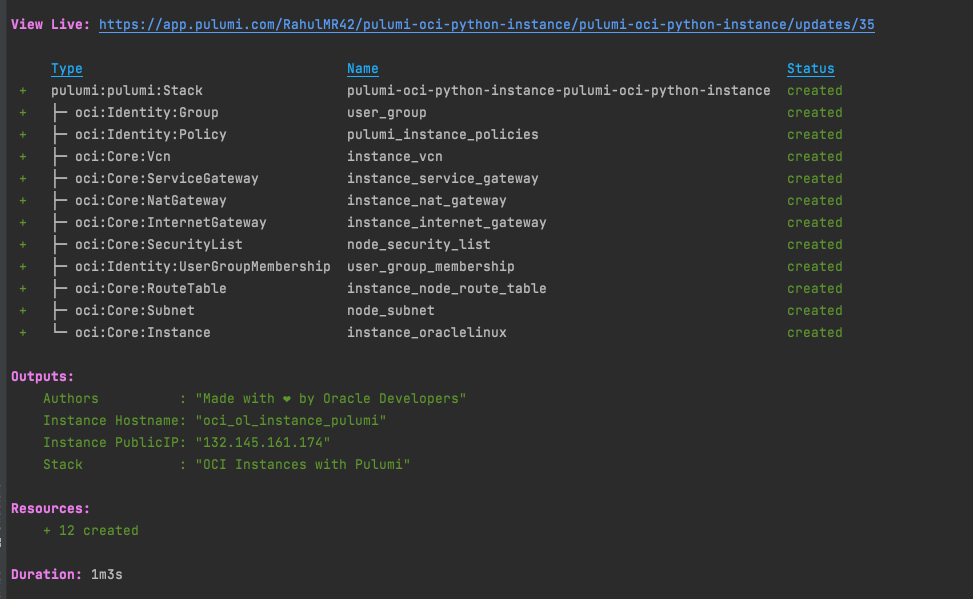 View Live: https://app.pulumi.com/RahulMR42/pulumi-oci-python-instance/pulumi-oci-python-instance/updates/35
Type Name Status
+ pulumi:pulumi:Stack pulumi-oci-python-instance-pulumi-oci-python-instance created
+ ├─ oci:Identity:Group user_group created
+ ├─ oci:Identity:Policy pulumi_instance_policies created
+ ├─ oci:Core:Vcn instance_vcn created
+ ├─ oci:Core:ServiceGateway instance_service_gateway created
+ ├─ oci:Core:NatGateway instance_nat_gateway created
+ ├─ oci:Core:InternetGateway instance_internet_gateway created
+ ├─ oci:Core:SecurityList node_security_list created
+ ├─ oci:Identity:UserGroupMembership user_group_membership created
+ ├─ oci:Core:RouteTable instance_node_route_table created
+ ├─ oci:Core:Subnet node_subnet created
+ └─ oci:Core:Instance instance_oraclelinux created
Outputs:
Authors : "Made with ❤ by Oracle Developers"
Instance Hostname: "oci_ol_instance_pulumi"
Instance PublicIP: "132.145.161.174"
Stack : "OCI Instances with Pulumi"
Resources:
+ 12 created
Duration: 1m3s